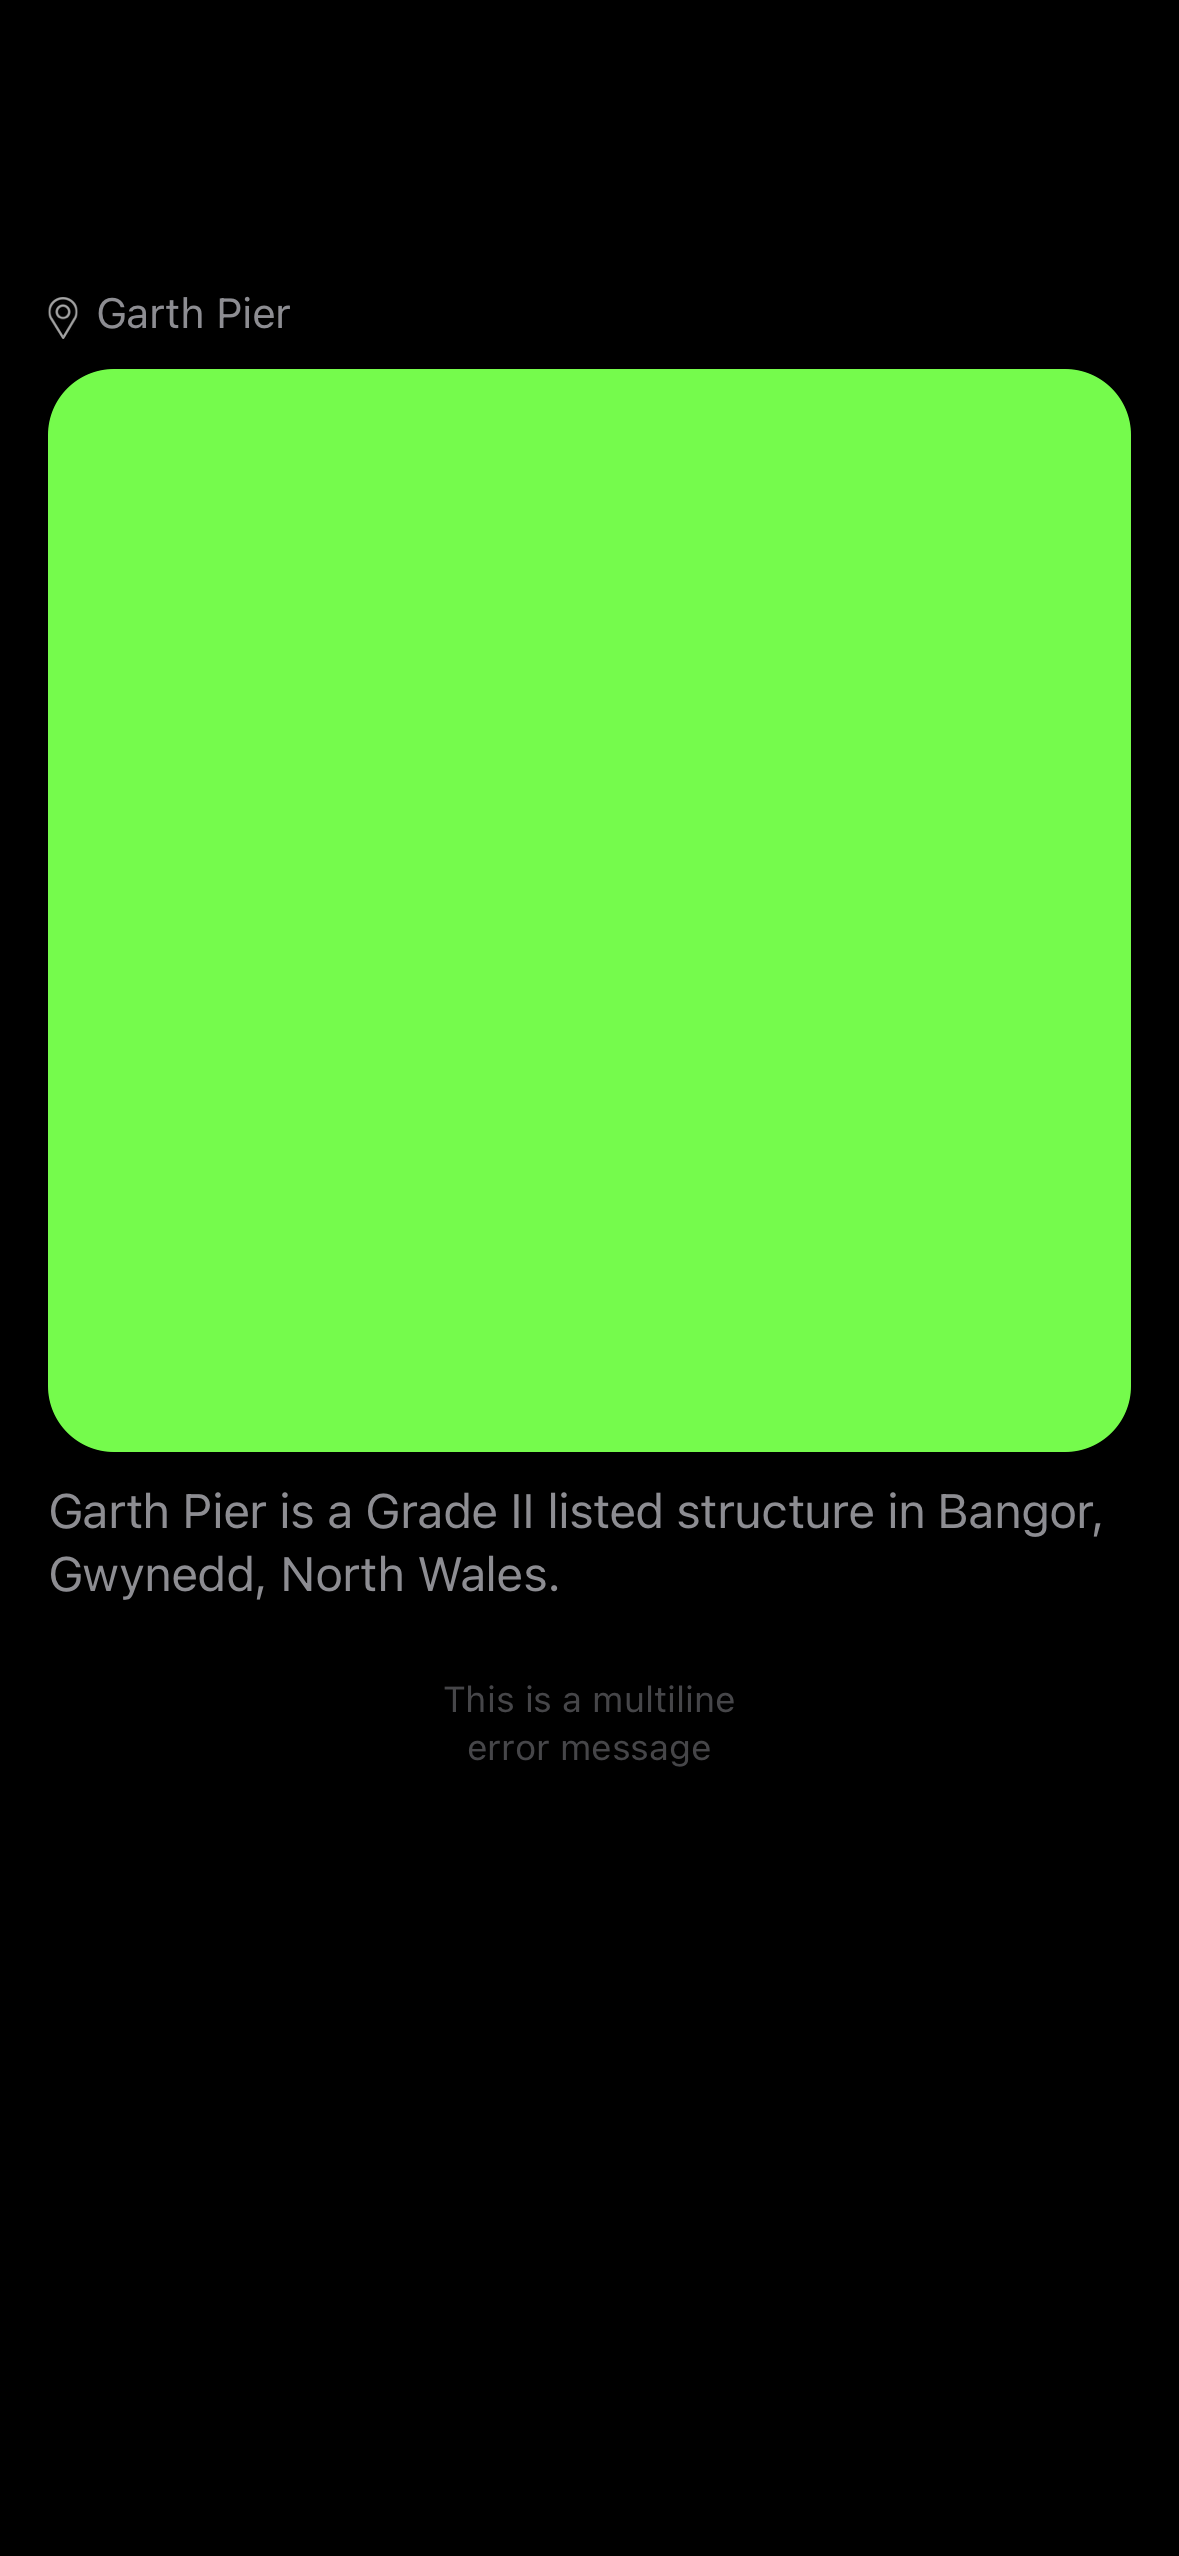 Garth Pier
Garth Pier is a Grade II listed structure in Bangor,
Gwynedd, North Wales.
This is a multiline
error message